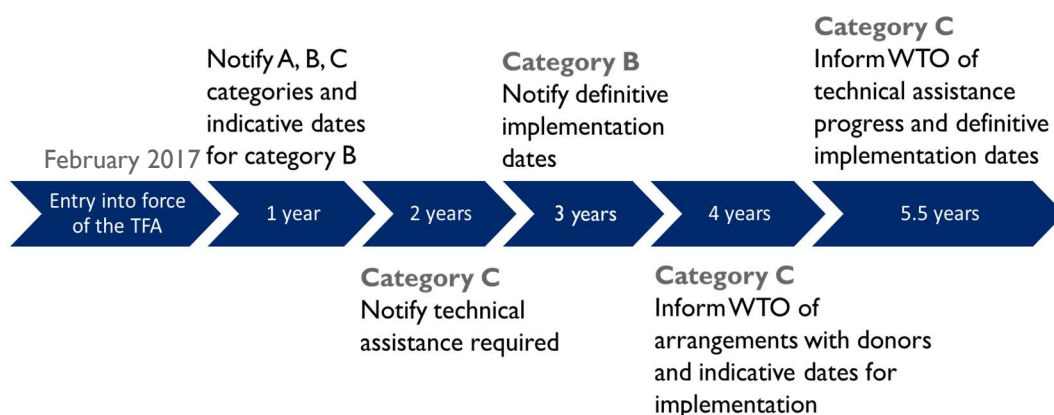 Notify A, B, C
categories and
indicative dates
for category B
Category B
Notify definitive
implementation
dates
Category C
Inform WTO of
technical assistance
progress and definitive
implementation dates
February 2017
Entry into force
of the TFA
1 year
2 years
3 years
4 years
5.5 years
Category C
Notify technical
assistance required
Category C
Inform WTO of
arrangements with donors
and indicative dates for
implementation